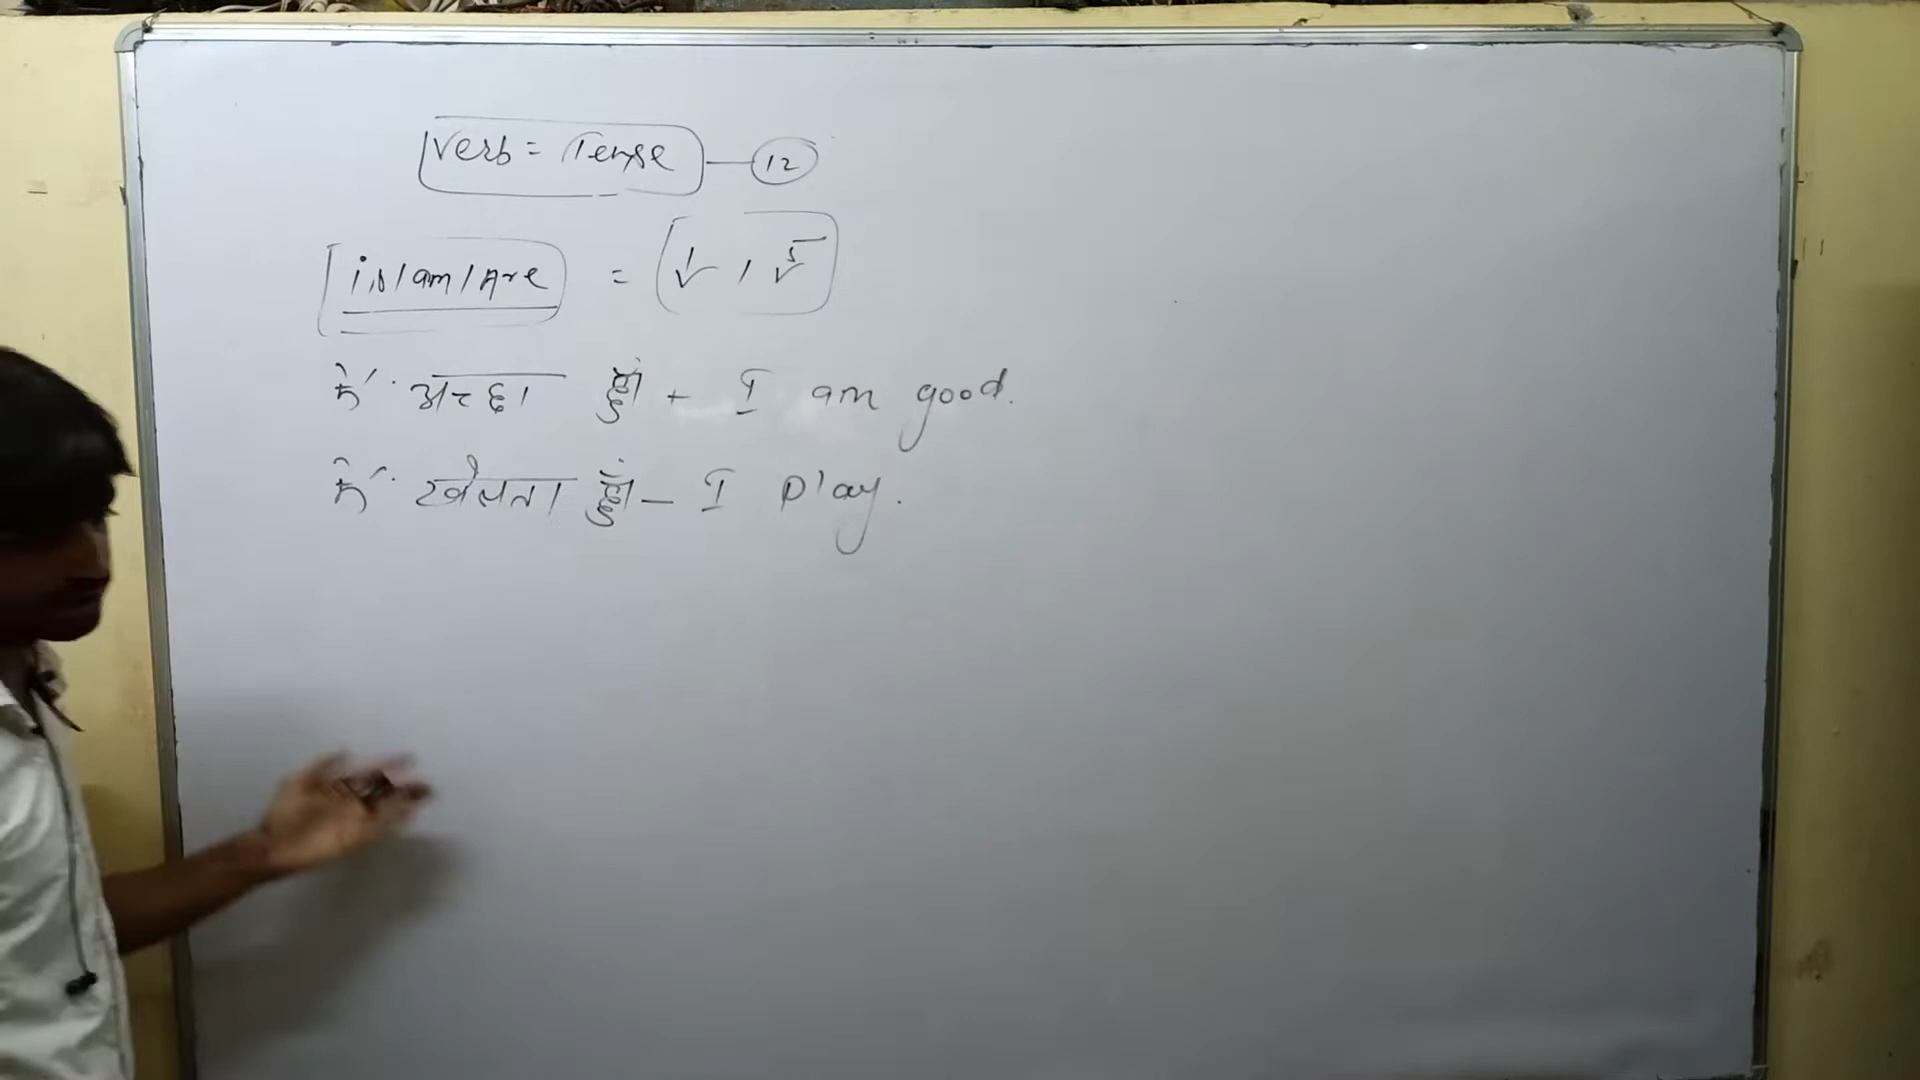 Verb = Tense — 12
is/am/Are = V¹ / V⁵
मैं अच्छा हूँ - I am good.
मैं खेलता हूँ - I play.